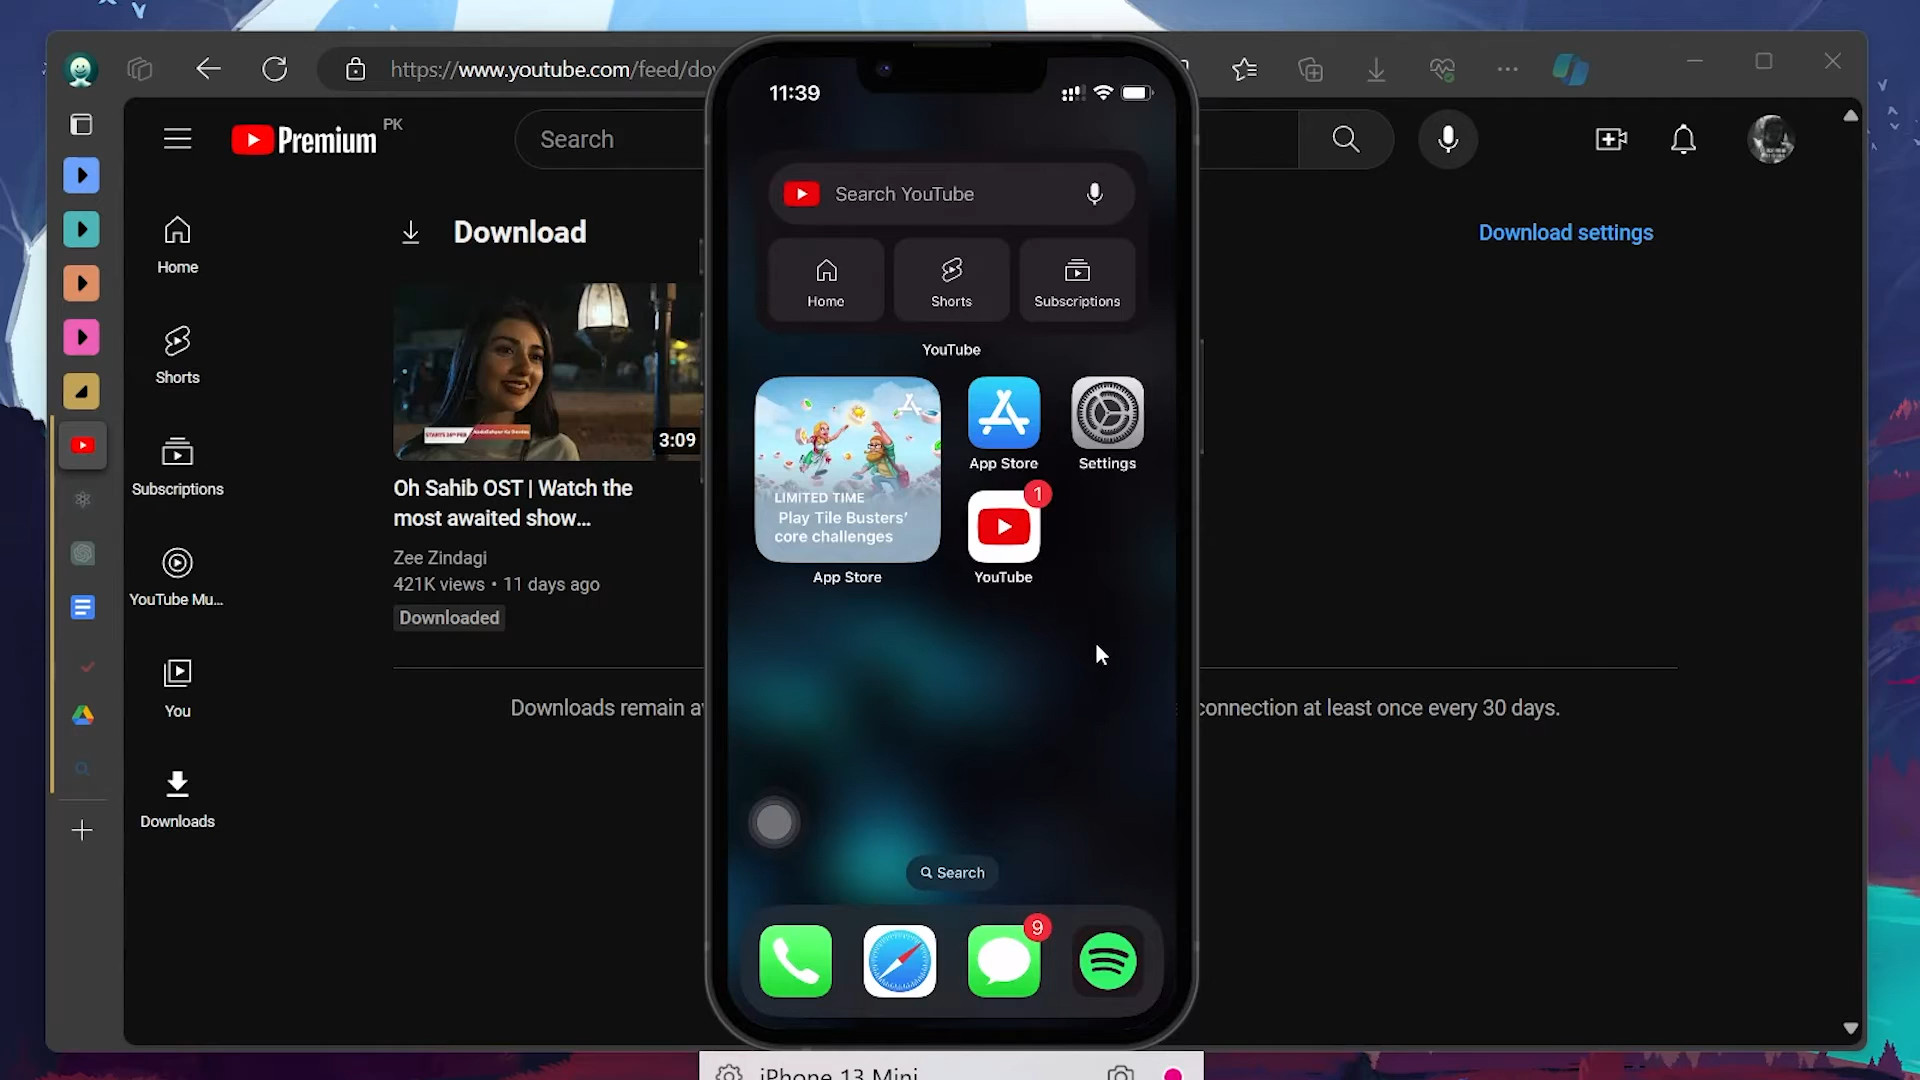 https://www.youtube.com/feed/dow
Premium
PK
Search
Download
Download settings
Home
Shorts
Subscriptions
YouTube Mu...
You
Downloads
3:09
Oh Sahib OST | Watch the
most awaited show...
Zee Zindagi
421K views • 11 days ago
Downloaded
Downloads remain av
connection at least once every 30 days.
11:39
Search YouTube
Home
Shorts
Subscriptions
YouTube
LIMITED TIME
Play Tile Busters'
core challenges
App Store
App Store
Settings
1
YouTube
Search
9
iPhone 13 Mini